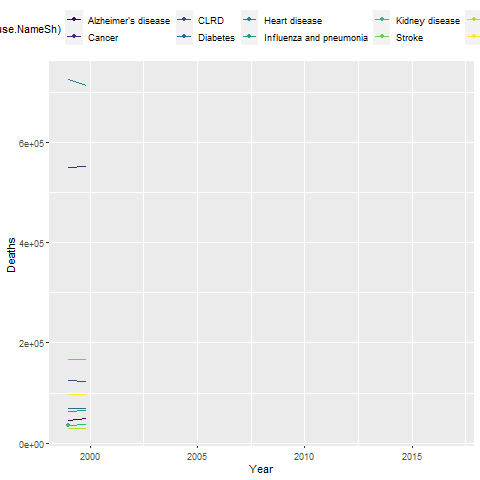 Alzheimer's disease CLRD Heart disease Kidney disease
use.NameSh)
Cancer Diabetes Influenza and pneumonia Stroke
6e+05
4e+05
Deaths
2e+05
0e+00
2000 2005 2010 2015
Year